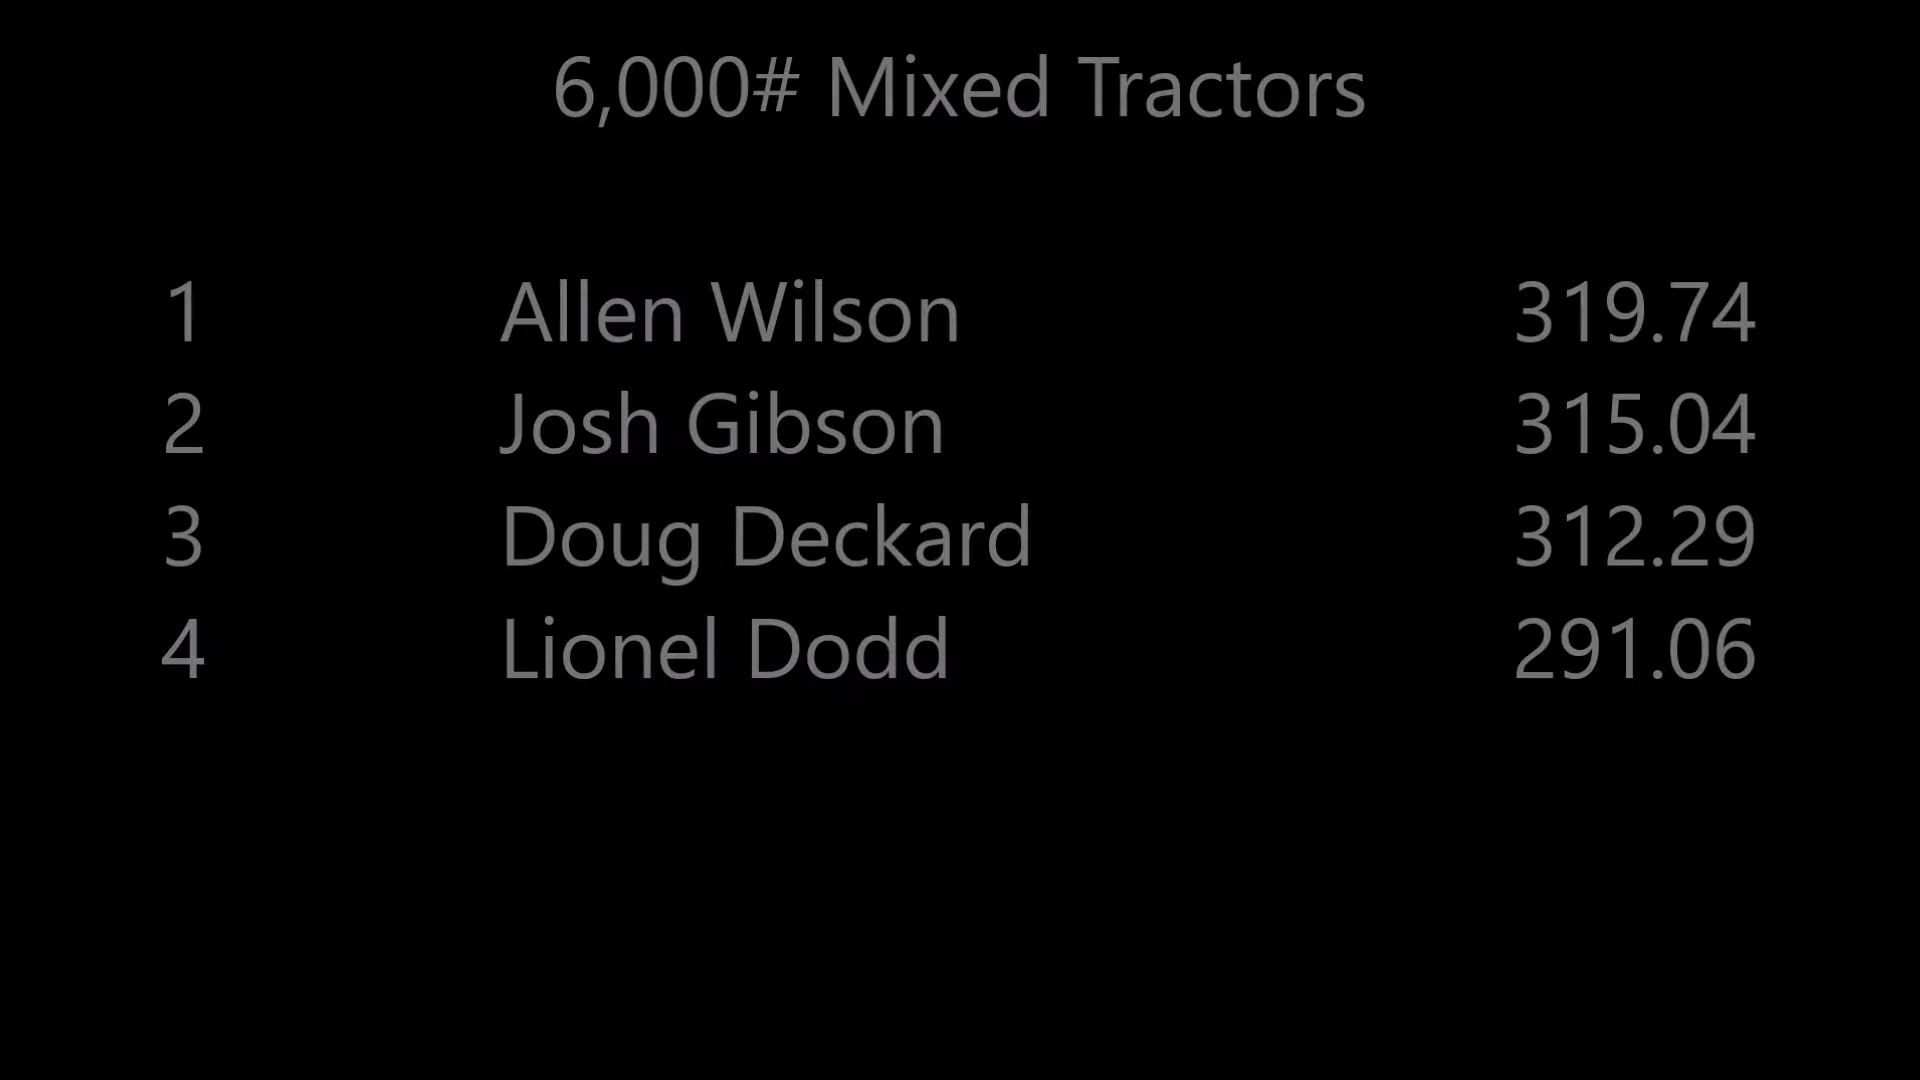 6,000# Mixed Tractors
1 Allen Wilson 319.74
2 Josh Gibson 315.04
3 Doug Deckard 312.29
4 Lionel Dodd 291.06